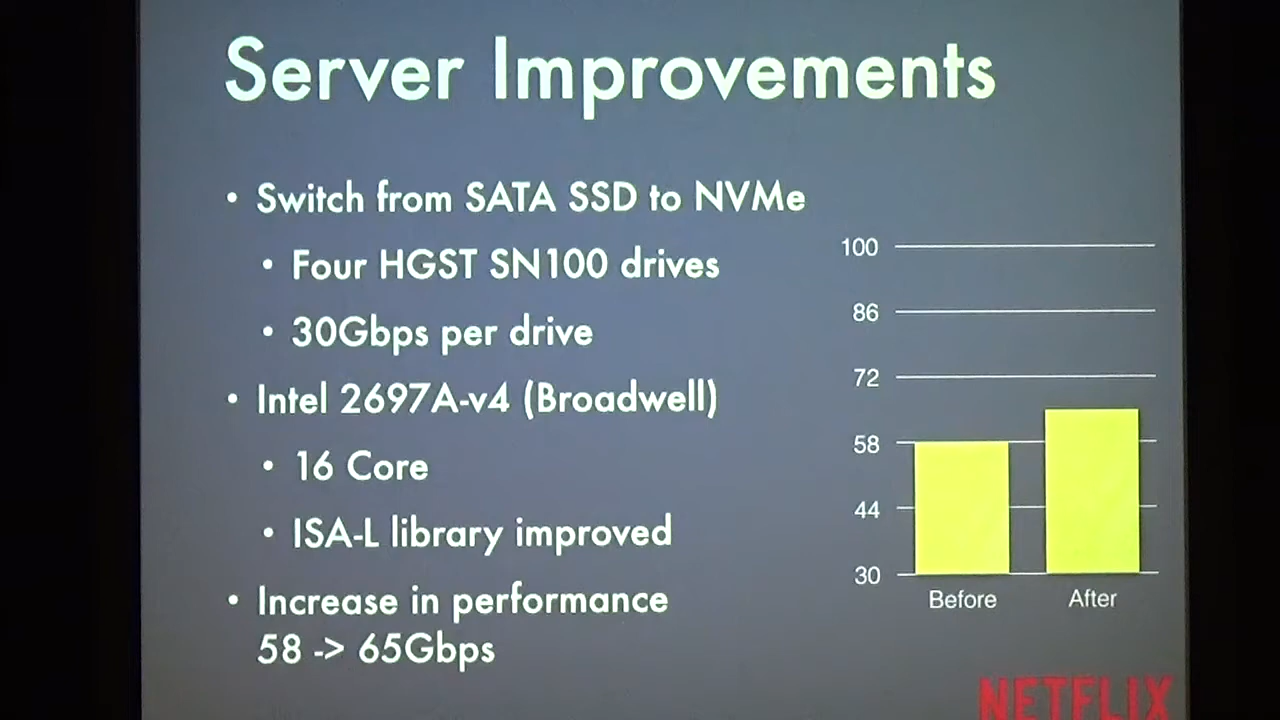 Server Improvements
• Switch from SATA SSD to NVMe
• Four HGST SN100 drives
• 30Gbps per drive
• Intel 2697A-v4 (Broadwell)
• 16 Core
• ISA-L library improved
• Increase in performance
58 -> 65Gbps
100
86
72
58
44
30
Before
After
NETFLIX